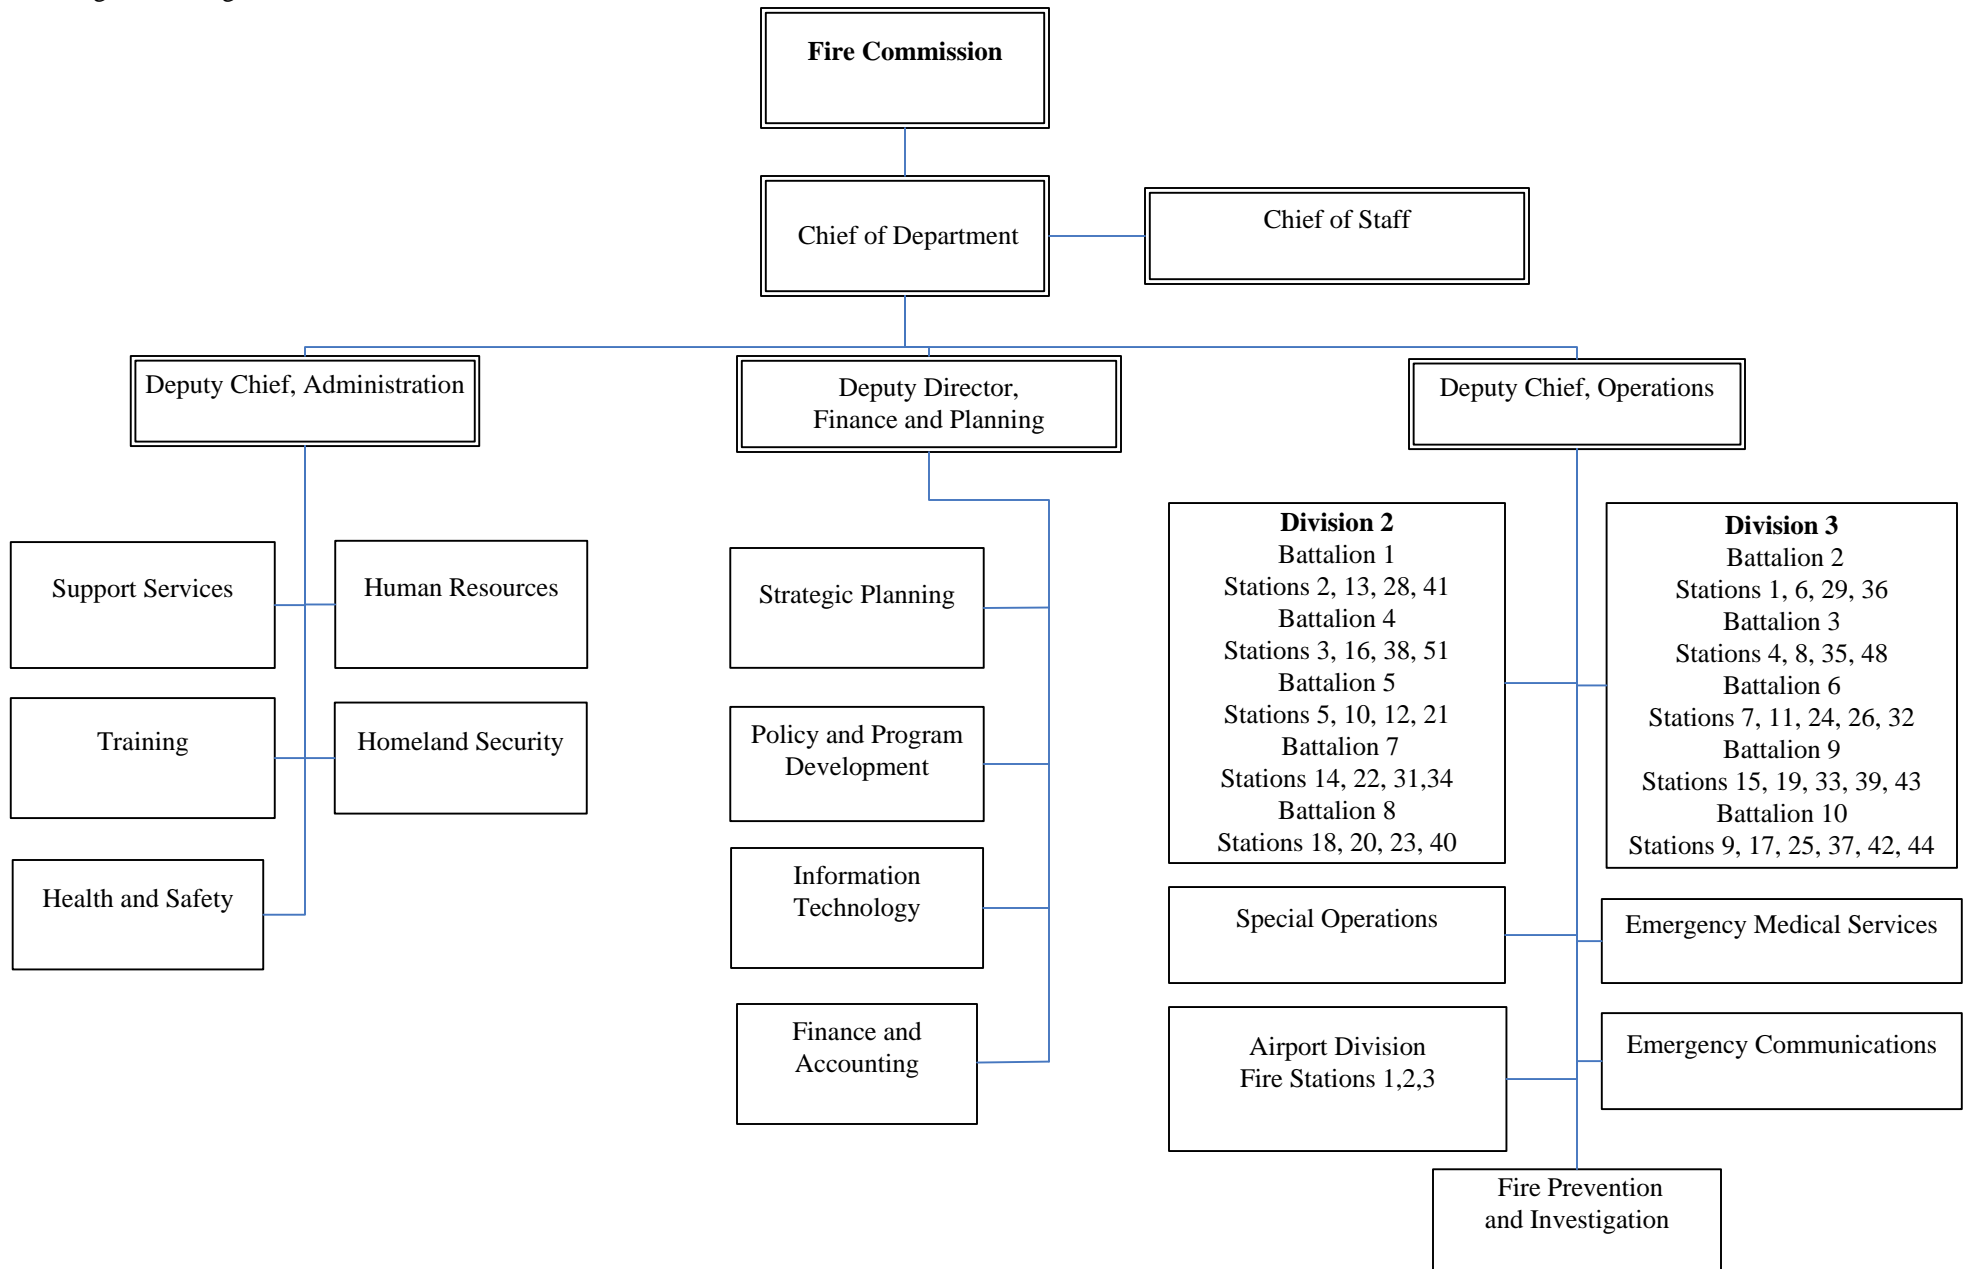 Fire Commission
Chief of Department
Chief of Staff
Deputy Chief, Administration
Deputy Director,
Finance and Planning
Deputy Chief, Operations
Support Services
Human Resources
Training
Homeland Security
Health and Safety
Strategic Planning
Policy and Program
Development
Information
Technology
Finance and
Accounting
Division 2
Battalion 1
Stations 2, 13, 28, 41
Battalion 4
Stations 3, 16, 38, 51
Battalion 5
Stations 5, 10, 12, 21
Battalion 7
Stations 14, 22, 31,34
Battalion 8
Stations 18, 20, 23, 40
Division 3
Battalion 2
Stations 1, 6, 29, 36
Battalion 3
Stations 4, 8, 35, 48
Battalion 6
Stations 7, 11, 24, 26, 32
Battalion 9
Stations 15, 19, 33, 39, 43
Battalion 10
Stations 9, 17, 25, 37, 42, 44
Special Operations
Emergency Medical Services
Airport Division
Fire Stations 1,2,3
Emergency Communications
Fire Prevention
and Investigation